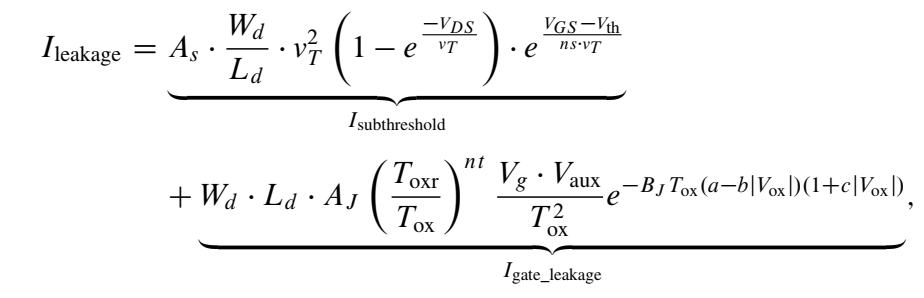 I_leakage = A_s · W_d / L_d · v_T^2 (1 − e^{−V_DS / v_T}) · e^{(V_GS − V_th) / (ns·v_T)}
I_subthreshold
+ W_d · L_d · A_J (T_oxr / T_ox)^{nt} (V_g · V_aux) / T_ox^2 e^{−B_J T_ox(a−b|V_ox|)(1+c|V_ox|)},
I_gate_leakage